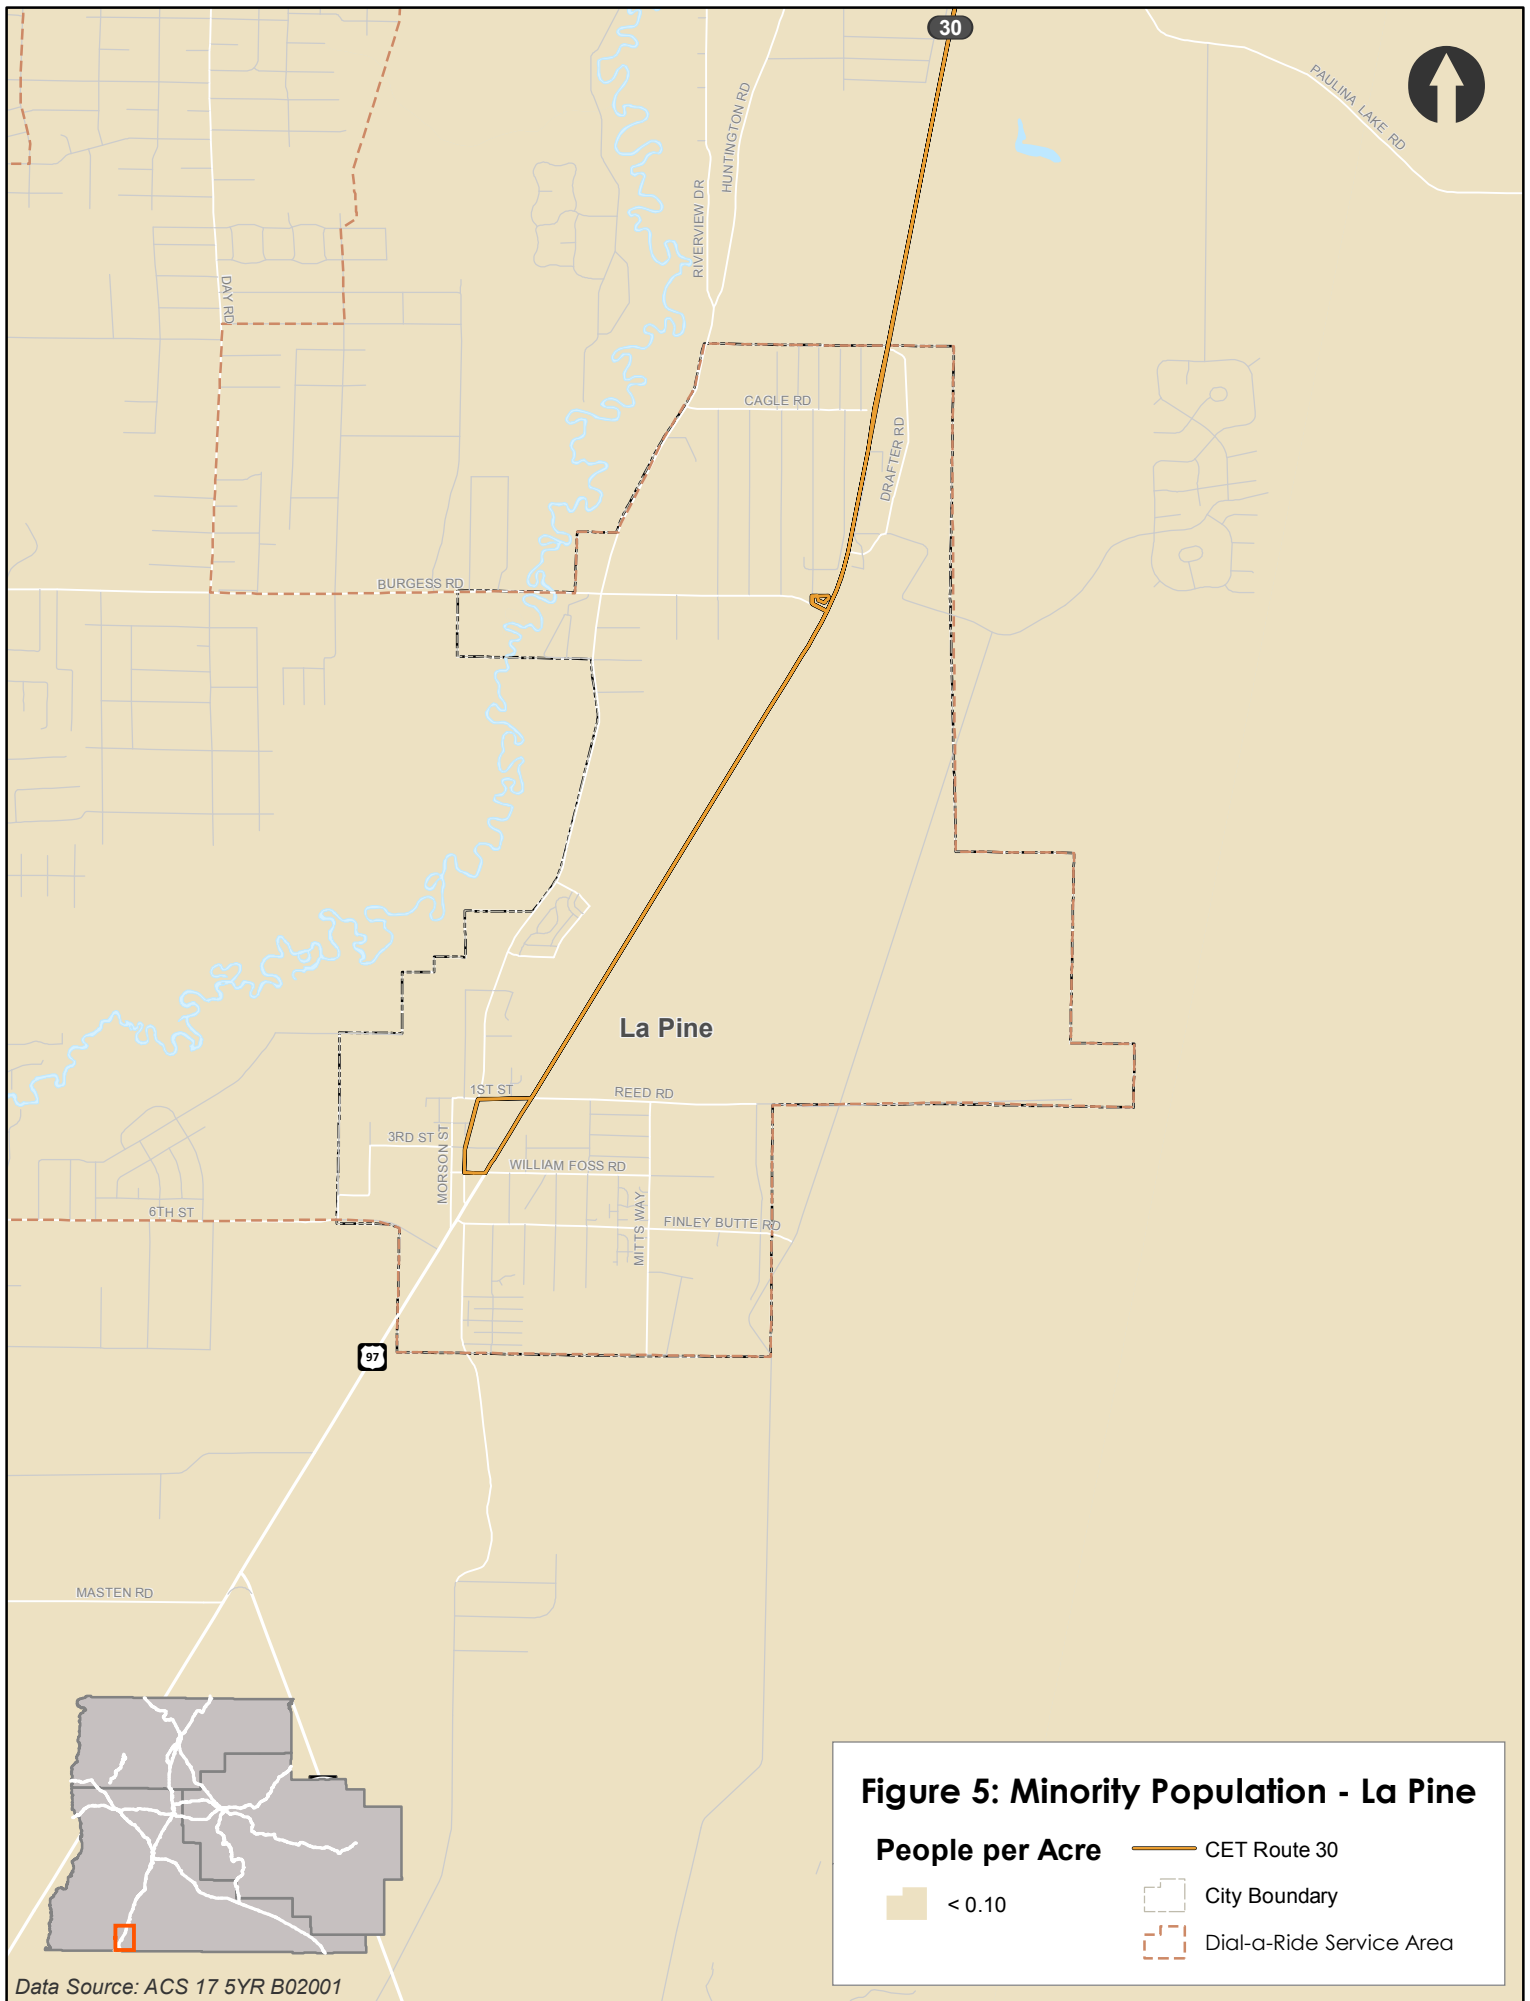 30
PAULINA LAKE RD
HUNTINGTON RD
RIVERVIEW DR
DAY RD
CAGLE RD
DRAFTER RD
BURGESS RD
La Pine
1ST ST
REED RD
3RD ST
MORSON ST
WILLIAM FOSS RD
6TH ST
MITTS WAY
FINLEY BUTTE RD
97
MASTEN RD
Figure 5: Minority Population - La Pine
People per Acre
< 0.10
CET Route 30
City Boundary
Dial-a-Ride Service Area
Data Source: ACS 17 5YR B02001